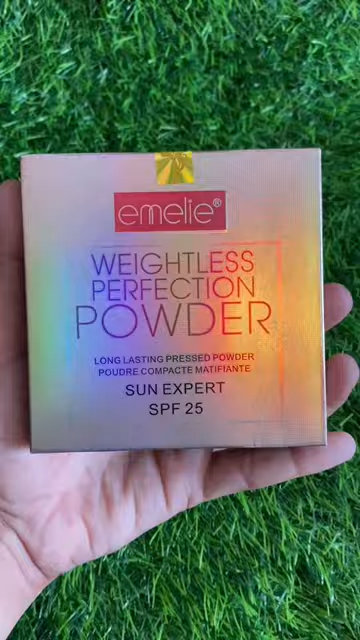 emelie®
WEIGHTLESS
PERFECTION
POWDER
LONG LASTING PRESSED POWDER
POUDRE COMPACTE MATIFIANTE
SUN EXPERT
SPF 25